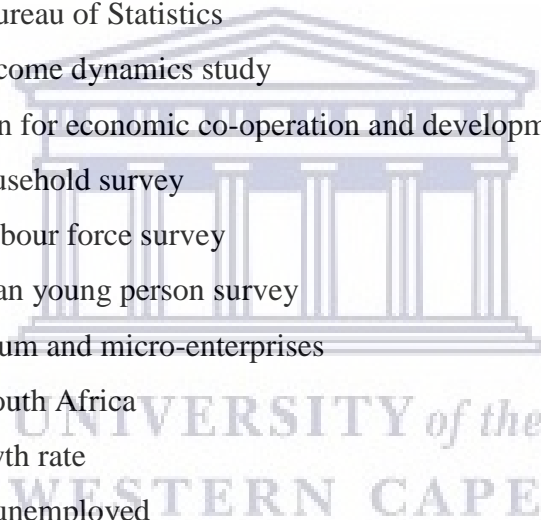 ureau of Statistics
come dynamics study
n for economic co-operation and developm
usehold survey
bour force survey
an young person survey
um and micro-enterprises
outh Africa
UNIVERSITY of the
vth rate
WESTERN CAPE
unemployed